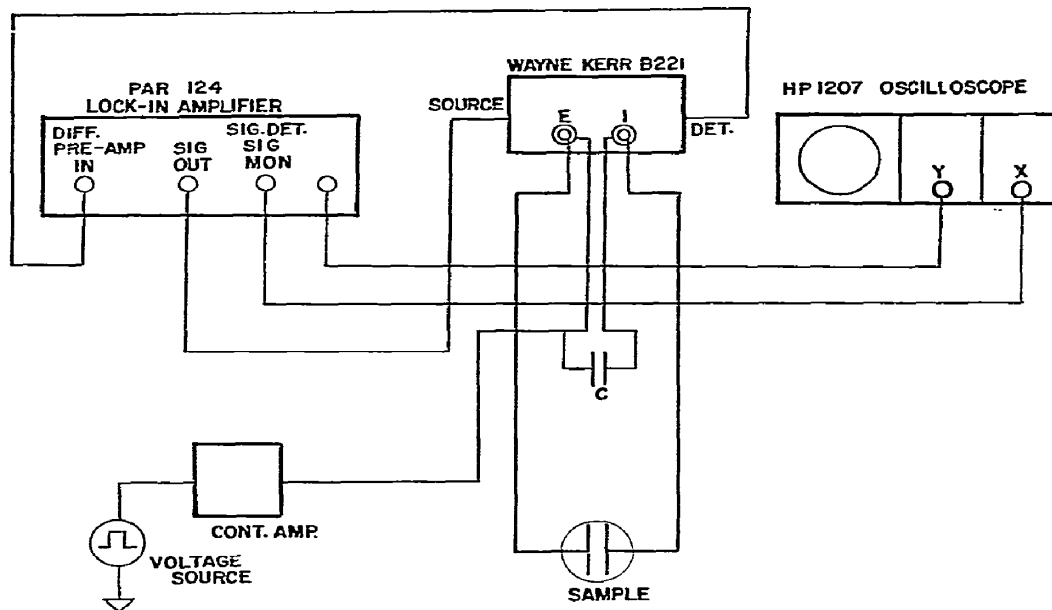 WAYNE KERR B221
PAR 124
LOCK-IN AMPLIFIER
HP 1207 OSCILLOSCOPE
SOURCE
E
I
DET.
DIFF.
PRE-AMP
IN
SIG
OUT
SIG. DET.
SIG
MON
Y
X
C
CONT. AMP.
VOLTAGE
SOURCE
SAMPLE